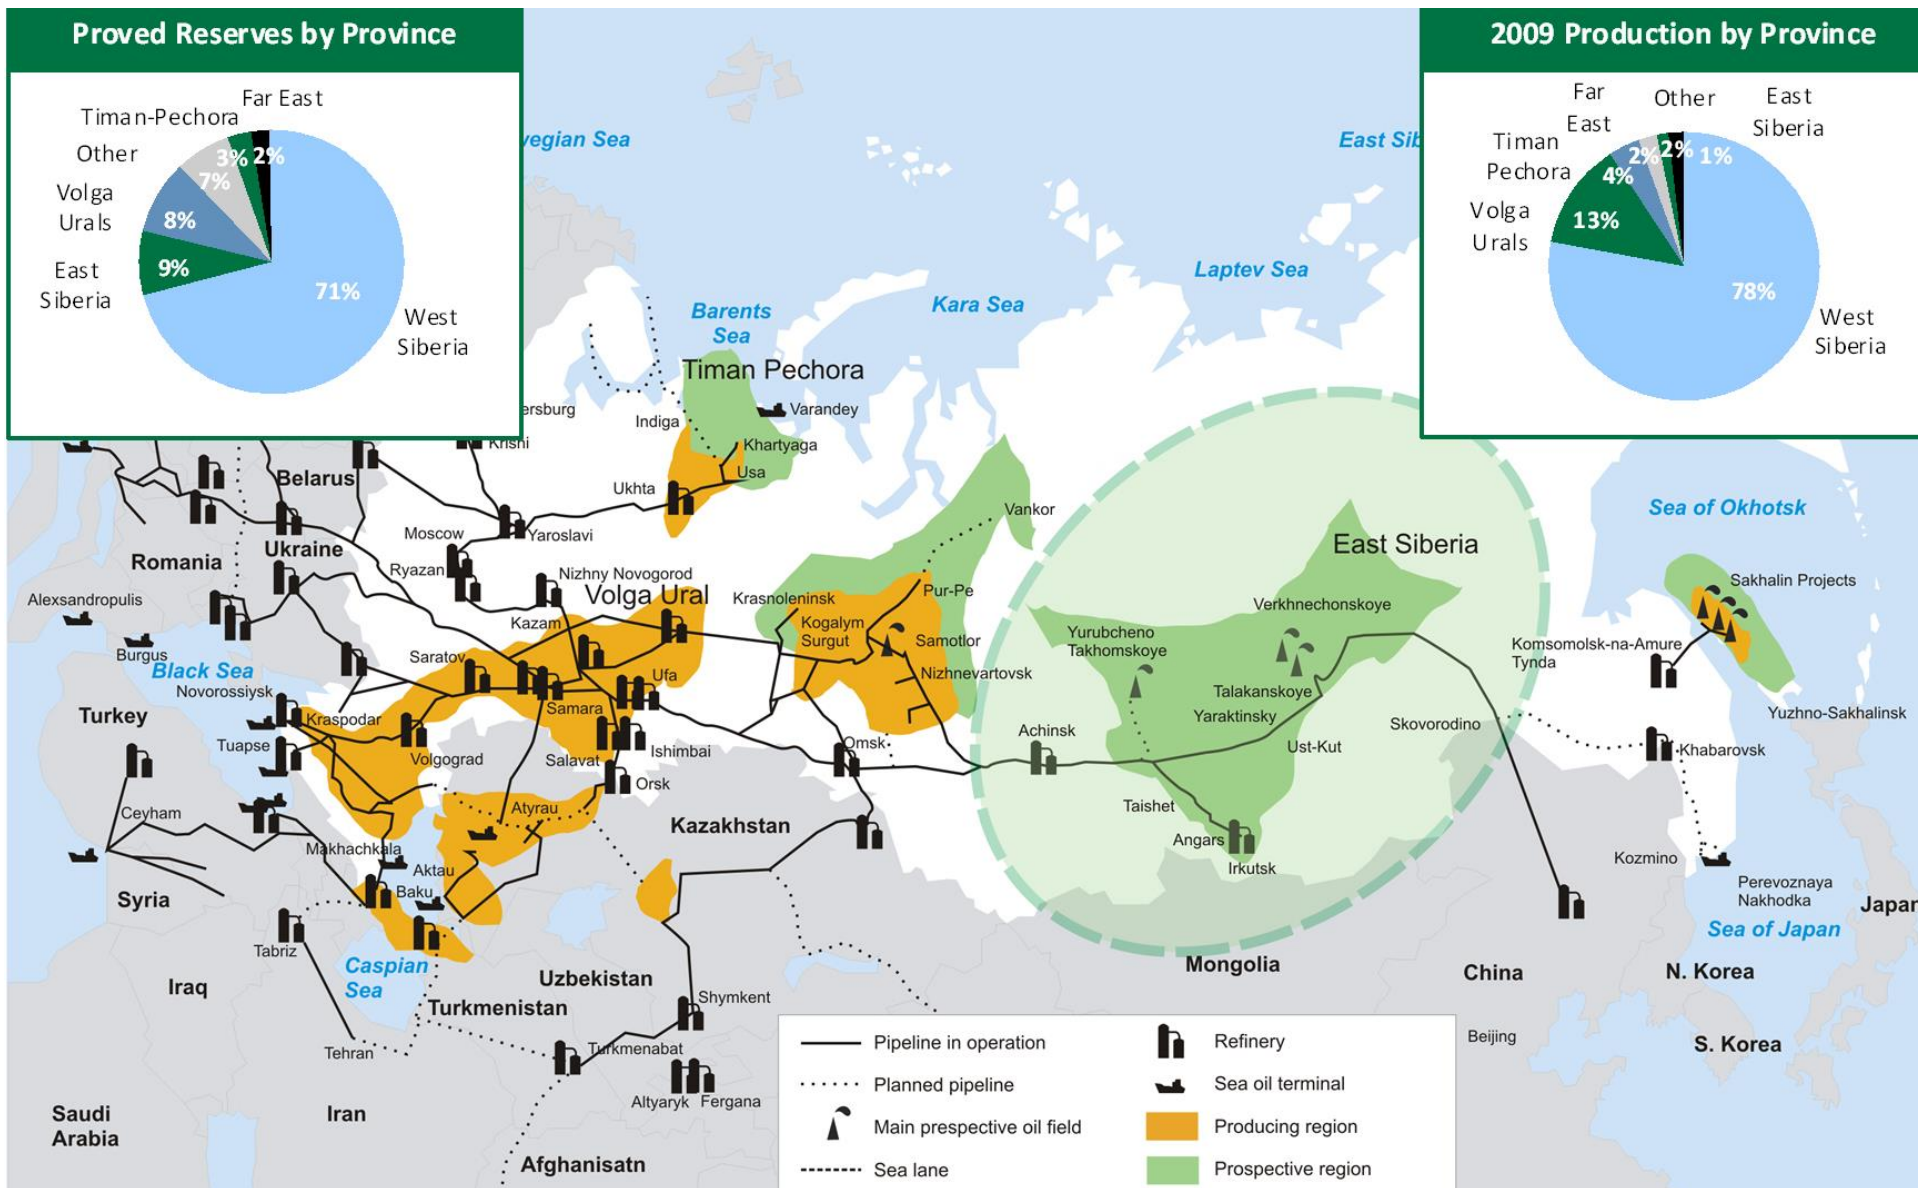 Proved Reserves by Province
Far East
Timan-Pechora
Other
Volga
Urals
East
Siberia
West
Siberia
3%
2%
7%
8%
9%
71%
2009 Production by Province
Far
East
Other
East
Siberia
Timan
Pechora
Volga
Urals
West
Siberia
2%
2%
1%
4%
13%
78%
vegian Sea
East Sib
Laptev Sea
Kara Sea
Barents
Sea
Timan Pechora
ersburg
Krishi
Indiga
Varandey
Khartyaga
Usa
Ukhta
Belarus
Moscow
Yaroslavi
Ryazan
Romania
Ukraine
Nizhny Novogorod
Volga Ural
Kazam
Alexsandropulis
Burgus
Black Sea
Novorossiysk
Saratov
Ufa
Samara
Kraspodar
Turkey
Tuapse
Volgograd
Salavat
Ishimbai
Orsk
Krasnoleninsk
Kogalym
Surgut
Pur-Pe
Samotlor
Nizhnevartovsk
Vankor
Omsk
Achinsk
East Siberia
Verkhnechonskoye
Yurubcheno
Takhomskoye
Talakanskoye
Yaraktinsky
Ust-Kut
Taishet
Angars
Irkutsk
Skovorodino
Sea of Okhotsk
Sakhalin Projects
Komsomolsk-na-Amure
Tynda
Yuzhno-Sakhalinsk
Khabarovsk
Kozmino
Perevoznaya
Nakhodka
Japan
Sea of Japan
Ceyham
Atyrau
Kazakhstan
Makhachkala
Aktau
Baku
Syria
Tabriz
Caspian
Sea
Iraq
Uzbekistan
Turkmenistan
Shymkent
Turkmenabat
Tehran
Altyaryk
Fergana
Saudi
Arabia
Iran
Afghanisatn
Mongolia
China
N. Korea
Beijing
S. Korea
Pipeline in operation
Planned pipeline
Main prespective oil field
Sea lane
Refinery
Sea oil terminal
Producing region
Prospective region